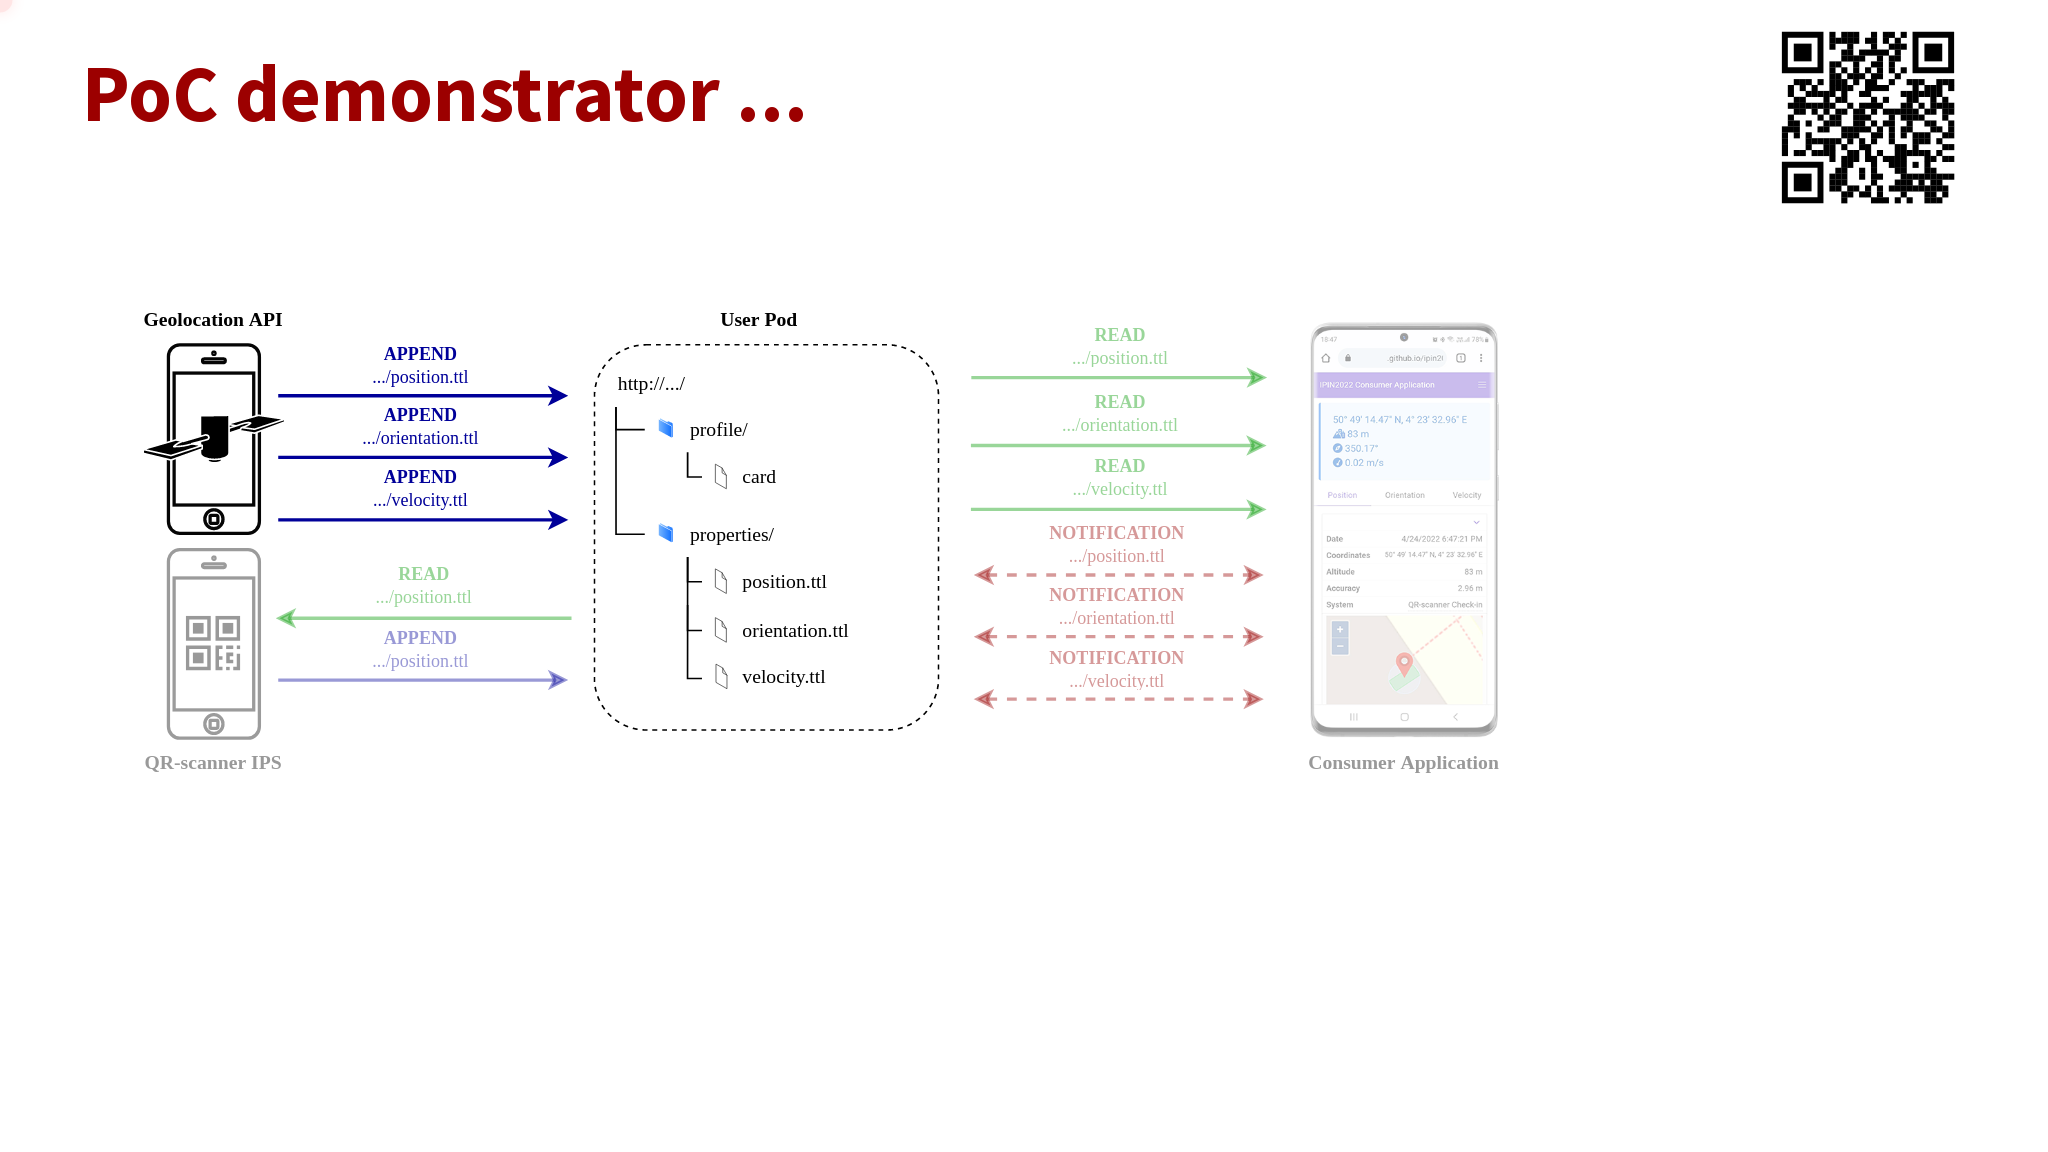 PoC demonstrator ...
Geolocation API
APPEND
.../position.ttl
APPEND
.../orientation.ttl
APPEND
.../velocity.ttl
READ
.../position.ttl
APPEND
.../position.ttl
QR-scanner IPS
User Pod
http://.../
profile/
card
properties/
position.ttl
orientation.ttl
velocity.ttl
READ
.../position.ttl
READ
.../orientation.ttl
READ
.../velocity.ttl
NOTIFICATION
.../position.ttl
NOTIFICATION
.../orientation.ttl
NOTIFICATION
.../velocity.ttl
18:47
78%
.github.io/ipin2(
IPIN2022 Consumer Application
50° 49' 14.47" N, 4° 23' 32.96" E
83 m
350.17°
0.02 m/s
Position Orientation Velocity
Date 4/24/2022 6:47:21 PM
Coordinates 50° 49' 14.47" N, 4° 23' 32.96" E
Altitude 83 m
Accuracy 2.96 m
System QR-scanner Check-in
+
−
Consumer Application